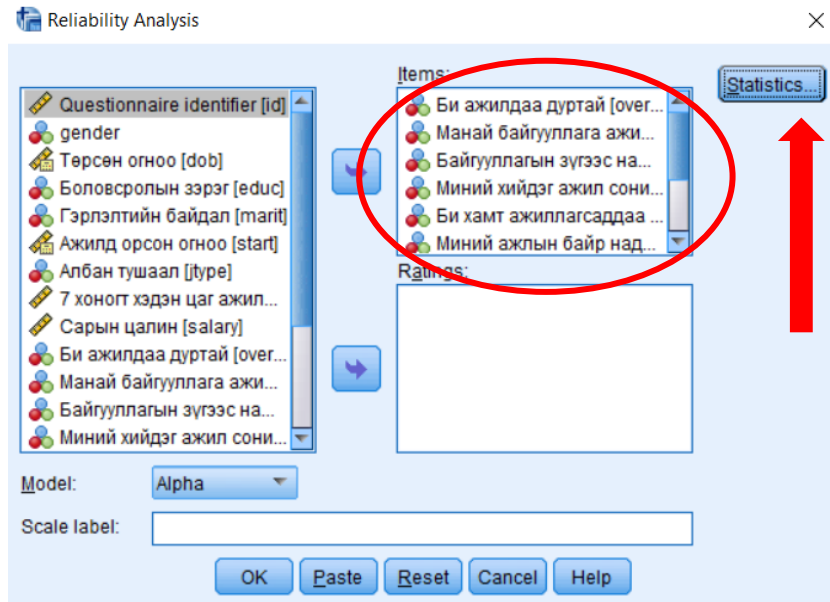 Reliability Analysis
Questionnaire identifier [id]
gender
Төрсөн огноо [dob]
Боловсролын зэрэг [educ]
Гэрлэлтийн байдал [marit]
Ажилд орсон огноо [start]
Албан тушаал [jtype]
7 хоногт хэдэн цаг ажил...
Сарын цалин [salary]
Би ажилдаа дуртай [over...
Манай байгууллага ажи...
Байгууллагын зүгээс на...
Миний хийдэг ажил сони...
Items:
Би ажилдаа дуртай [over...
Манай байгууллага ажи...
Байгууллагын зүгээс на...
Миний хийдэг ажил сони...
Би хамт ажиллагсаддаа ...
Миний ажлын байр над...
Ratings:
Statistics...
Model:
Alpha
Scale label:
OK
Paste
Reset
Cancel
Help